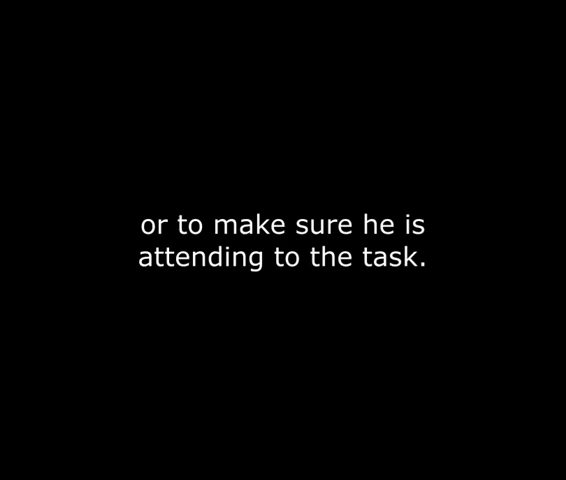 or to make sure he is
attending to the task.